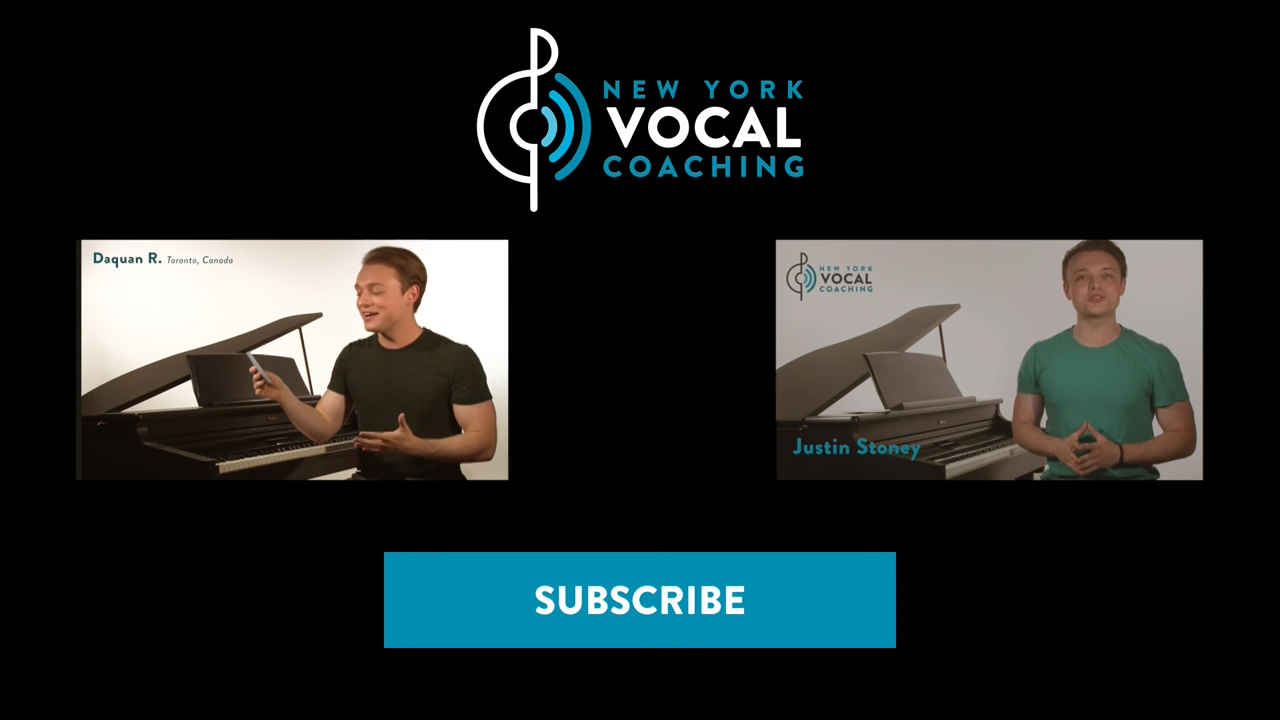 NEW YORK
VOCAL
COACHING
Daquan R. Toronto, Canada
NEW YORK
VOCAL
COACHING
Justin Stoney
SUBSCRIBE